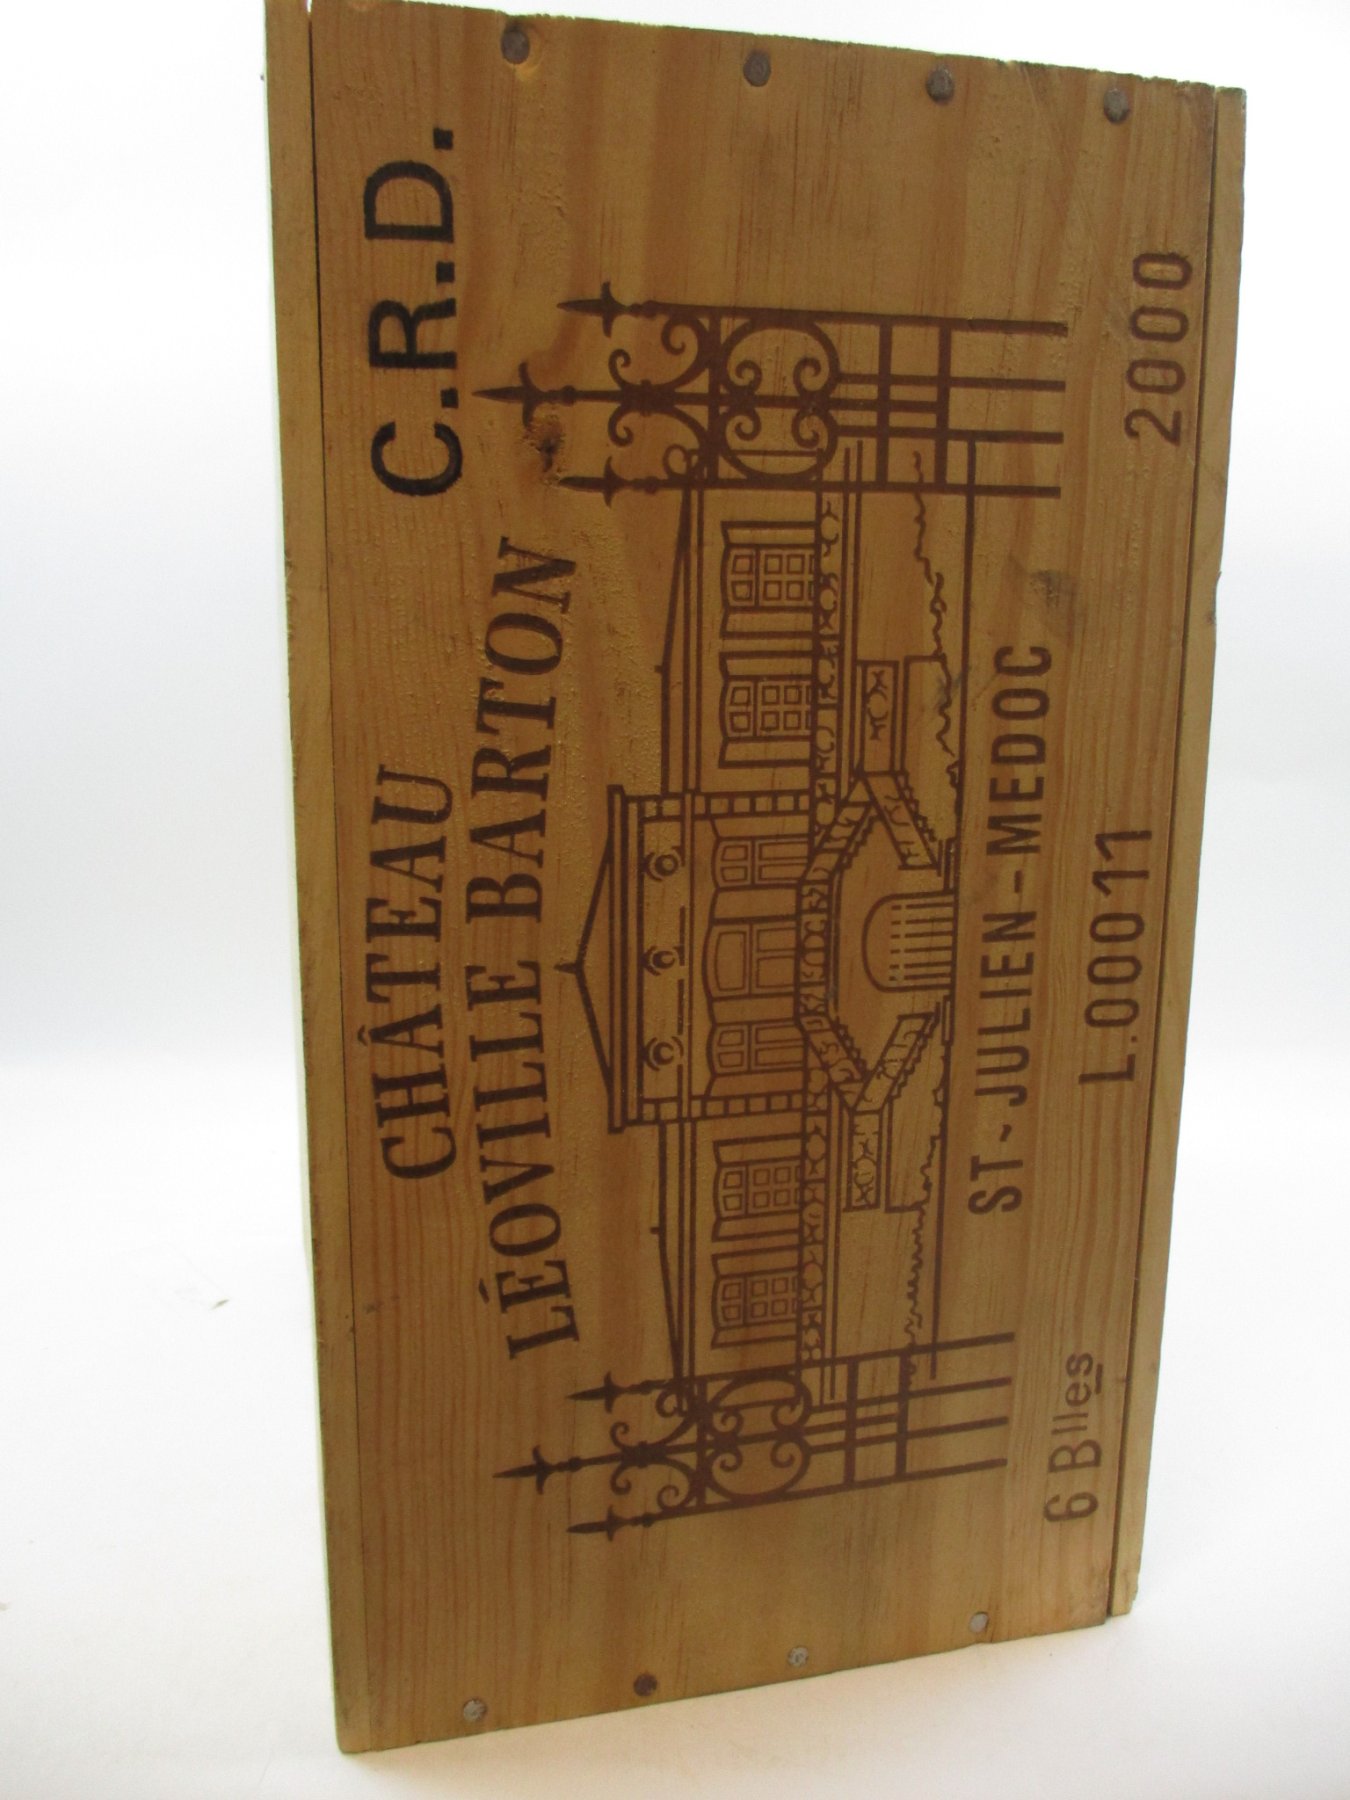 C.R.D.
CHÂTEAU
LÉOVILLE BARTON
ST-JULIEN-MEDOC
6 Blles L.00011 2000